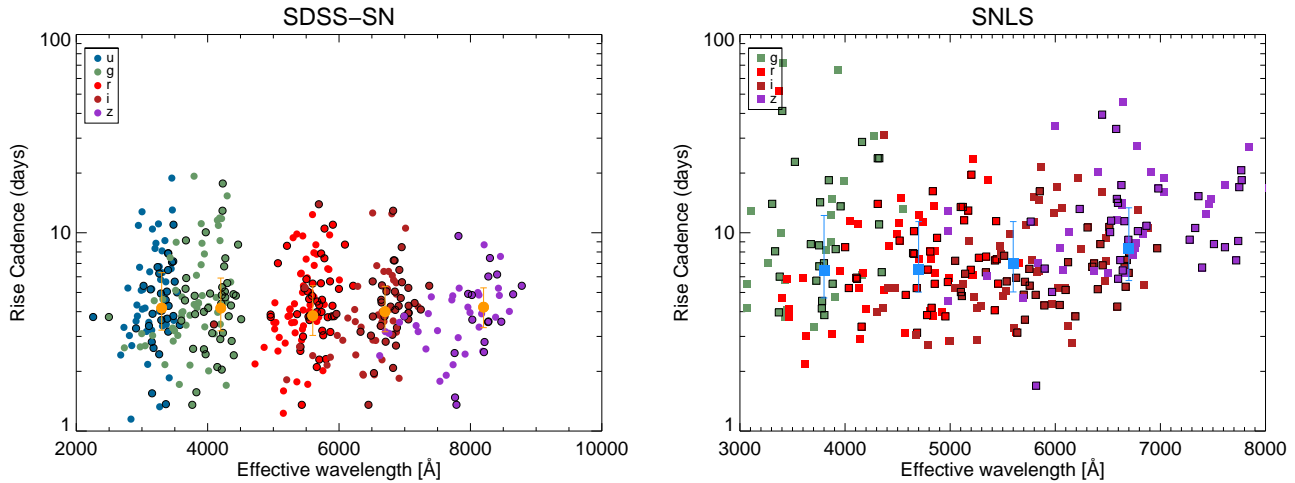 SDSS−SN
100
10
1
Rise Cadence (days)
u
g
r
i
z
2000 4000 6000 8000 10000
Effective wavelength [Å]
SNLS
100
10
1
Rise Cadence (days)
g
r
i
z
3000 4000 5000 6000 7000 8000
Effective wavelength [Å]